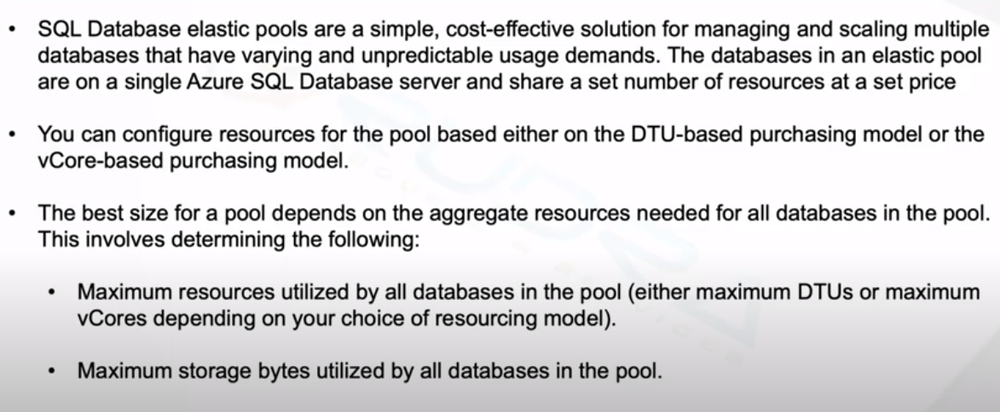 • SQL Database elastic pools are a simple, cost-effective solution for managing and scaling multiple
databases that have varying and unpredictable usage demands. The databases in an elastic pool
are on a single Azure SQL Database server and share a set number of resources at a set price
• You can configure resources for the pool based either on the DTU-based purchasing model or the
vCore-based purchasing model.
• The best size for a pool depends on the aggregate resources needed for all databases in the pool.
This involves determining the following:
• Maximum resources utilized by all databases in the pool (either maximum DTUs or maximum
vCores depending on your choice of resourcing model).
• Maximum storage bytes utilized by all databases in the pool.